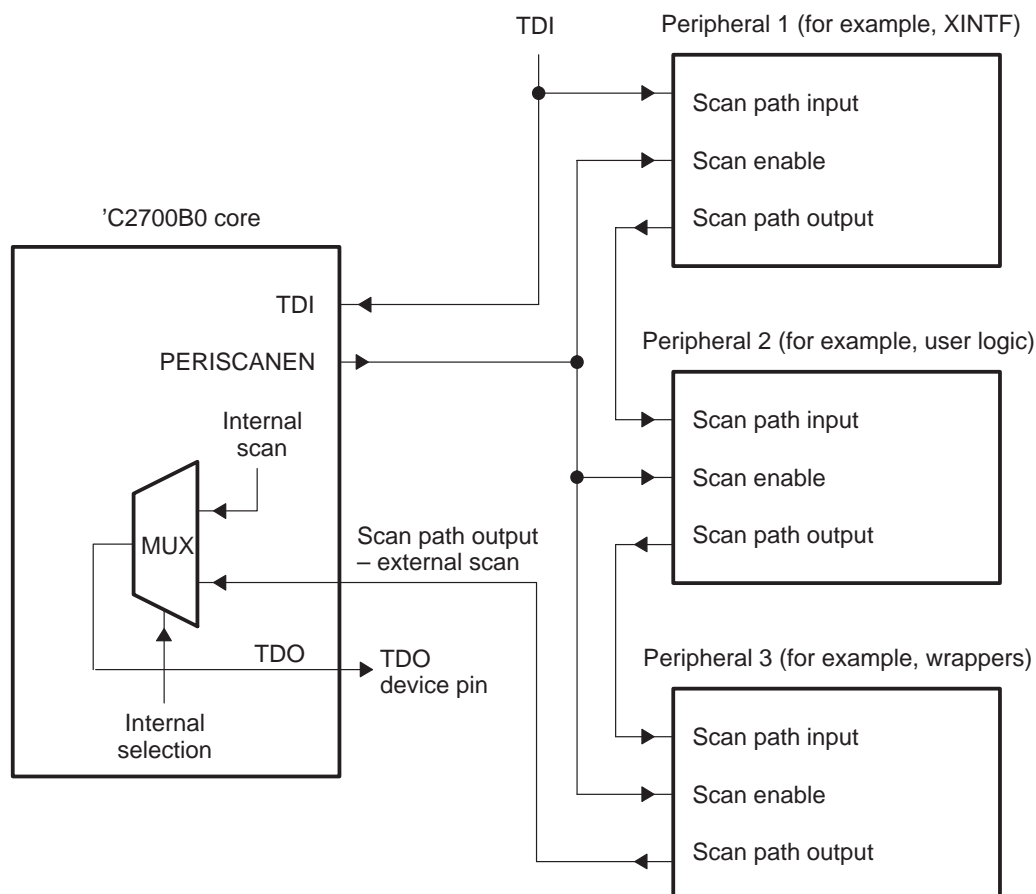 TDI
Peripheral 1 (for example, XINTF)
Scan path input
Scan enable
Scan path output
’C2700B0 core
TDI
PERISCANEN
Internal
scan
MUX
Scan path output
– external scan
TDO
TDO
device pin
Internal
selection
Peripheral 2 (for example, user logic)
Scan path input
Scan enable
Scan path output
Peripheral 3 (for example, wrappers)
Scan path input
Scan enable
Scan path output